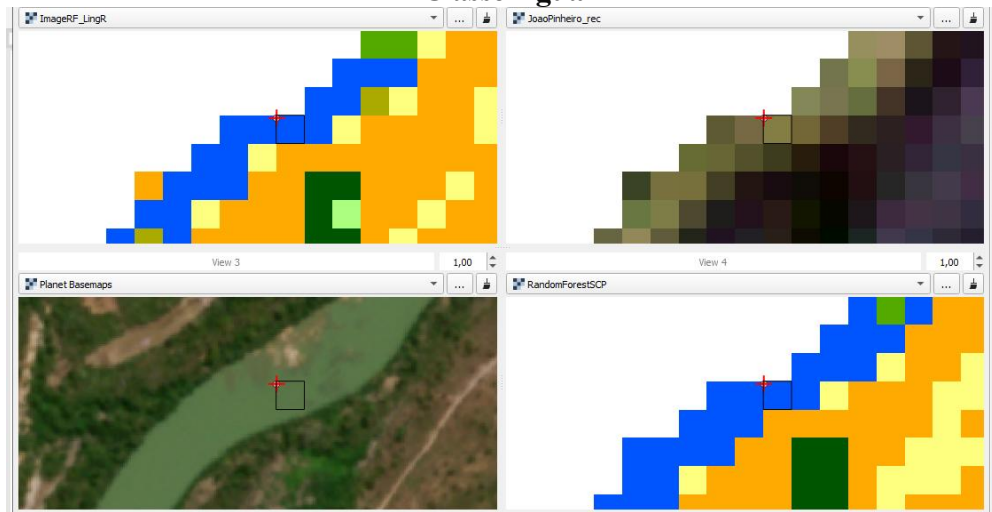 ImageRF_LingR
...
JoaoPinheiro_rec
...
View 3
1,00
View 4
1,00
Planet Basemaps
...
RandomForestSCP
...